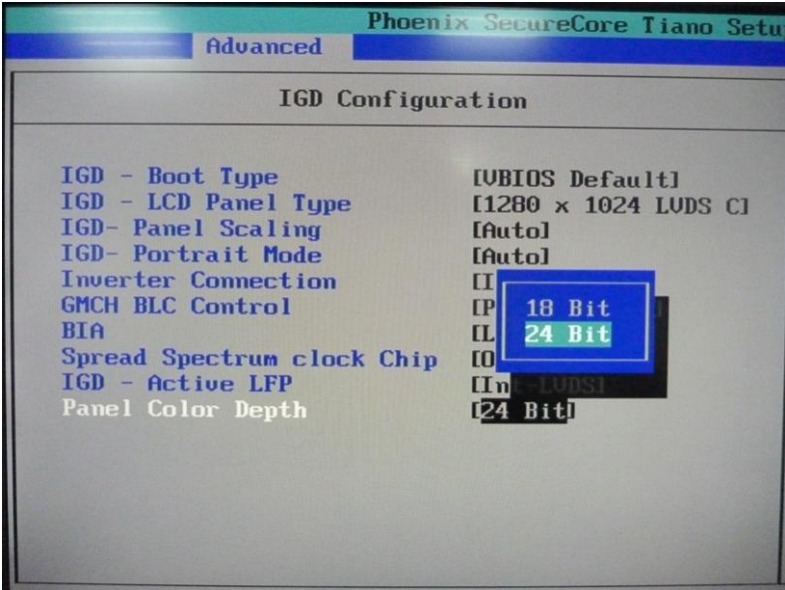 Phoenix SecureCore Tiano Setu
Advanced
IGD Configuration
IGD - Boot Type [VBIOS Default]
IGD - LCD Panel Type [1280 x 1024 LVDS C]
IGD- Panel Scaling [Auto]
IGD- Portrait Mode [Auto]
Inverter Connection [I
GMCH BLC Control [P
18 Bit
BIA [L
24 Bit
Spread Spectrum clock Chip [O
IGD - Active LFP [Int-LVDS]
Panel Color Depth [24 Bit]